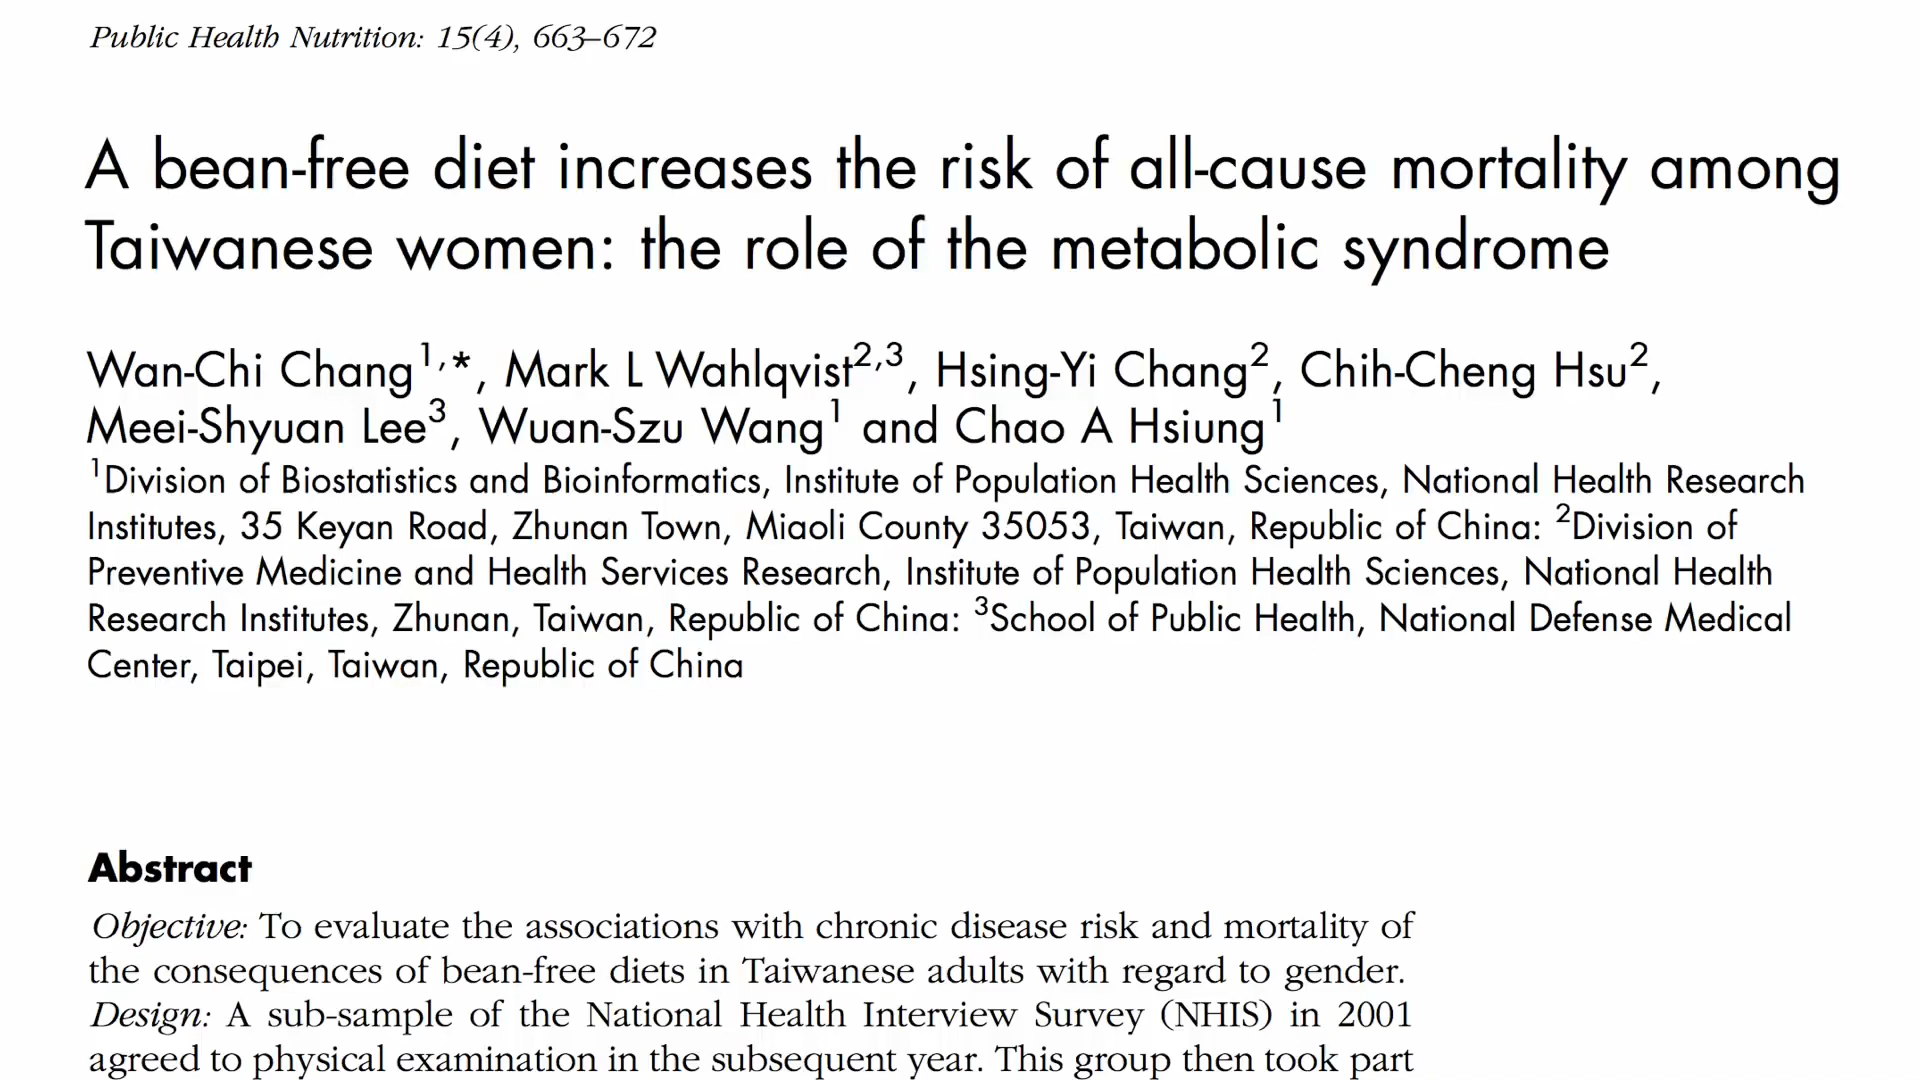 Public Health Nutrition: 15(4), 663–672
A bean-free diet increases the risk of all-cause mortality among
Taiwanese women: the role of the metabolic syndrome
Wan-Chi Chang1,*, Mark L Wahlqvist2,3, Hsing-Yi Chang2, Chih-Cheng Hsu2,
Meei-Shyuan Lee3, Wuan-Szu Wang1 and Chao A Hsiung1
1Division of Biostatistics and Bioinformatics, Institute of Population Health Sciences, National Health Research
Institutes, 35 Keyan Road, Zhunan Town, Miaoli County 35053, Taiwan, Republic of China: 2Division of
Preventive Medicine and Health Services Research, Institute of Population Health Sciences, National Health
Research Institutes, Zhunan, Taiwan, Republic of China: 3School of Public Health, National Defense Medical
Center, Taipei, Taiwan, Republic of China
Abstract
Objective: To evaluate the associations with chronic disease risk and mortality of
the consequences of bean-free diets in Taiwanese adults with regard to gender.
Design: A sub-sample of the National Health Interview Survey (NHIS) in 2001
agreed to physical examination in the subsequent year. This group then took part